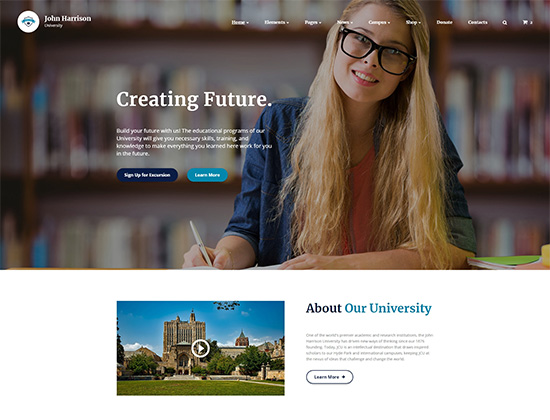 John Harrison
University
Home Elements Pages News Campus Shop Donate Contacts
Creating Future.
Build your future with us! The educational programs of our
University will give you necessary skills, training, and
knowledge to make everything you learned here work for you
in the future.
Sign Up for Excursion Learn More
About Our University
One of the world's premier academic and research institutions, the John
Harrison University has driven new ways of thinking since our 1876
founding. Today, JCU is an intellectual destination that draws inspired
scholars to our Hyde Park and international campuses, keeping JCU at
the nexus of ideas that challenge and change the world.
Learn More